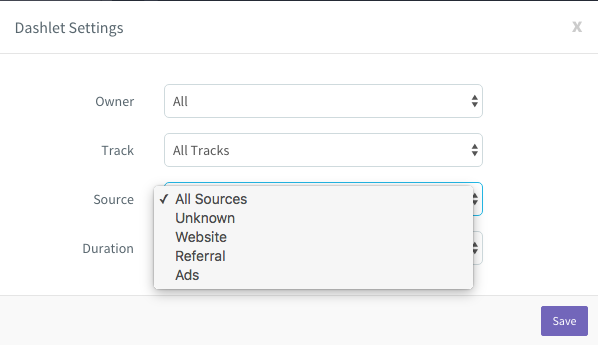 Dashlet Settings X
Owner All
Track All Tracks
Source
✓ All Sources
Unknown
Website
Referral
Ads
Duration
Save